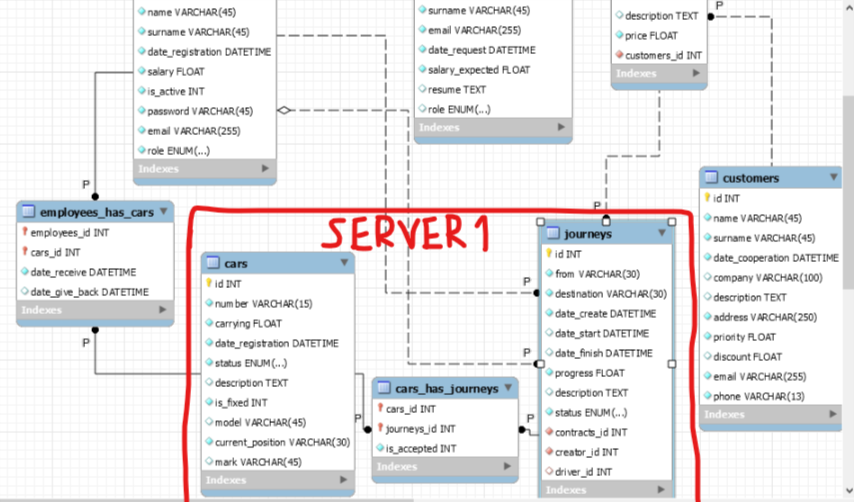 name VARCHAR(45)
surname VARCHAR(45)
date_registration DATETIME
salary FLOAT
is_active INT
password VARCHAR(45)
email VARCHAR(255)
role ENUM(...)
Indexes
surname VARCHAR(45)
email VARCHAR(255)
date_request DATETIME
salary_expected FLOAT
resume TEXT
role ENUM(...)
Indexes
description TEXT
price FLOAT
customers_id INT
Indexes
P
P
employees_has_cars
employees_id INT
cars_id INT
date_receive DATETIME
date_give_back DATETIME
Indexes
P
SERVER1
cars
id INT
number VARCHAR(15)
carrying FLOAT
date_registration DATETIME
status ENUM(...)
description TEXT
is_fixed INT
model VARCHAR(45)
current_position VARCHAR(30)
mark VARCHAR(45)
Indexes
P
cars_has_journeys
cars_id INT
journeys_id INT
is_accepted INT
Indexes
P
P
P
P
journeys
id INT
from VARCHAR(30)
destination VARCHAR(30)
date_create DATETIME
date_start DATETIME
date_finish DATETIME
progress FLOAT
description TEXT
status ENUM(...)
contracts_id INT
creator_id INT
driver_id INT
Indexes
customers
id INT
name VARCHAR(45)
surname VARCHAR(45)
date_cooperation DATETIME
company VARCHAR(100)
description TEXT
address VARCHAR(250)
priority FLOAT
discount FLOAT
email VARCHAR(255)
phone VARCHAR(13)
Indexes